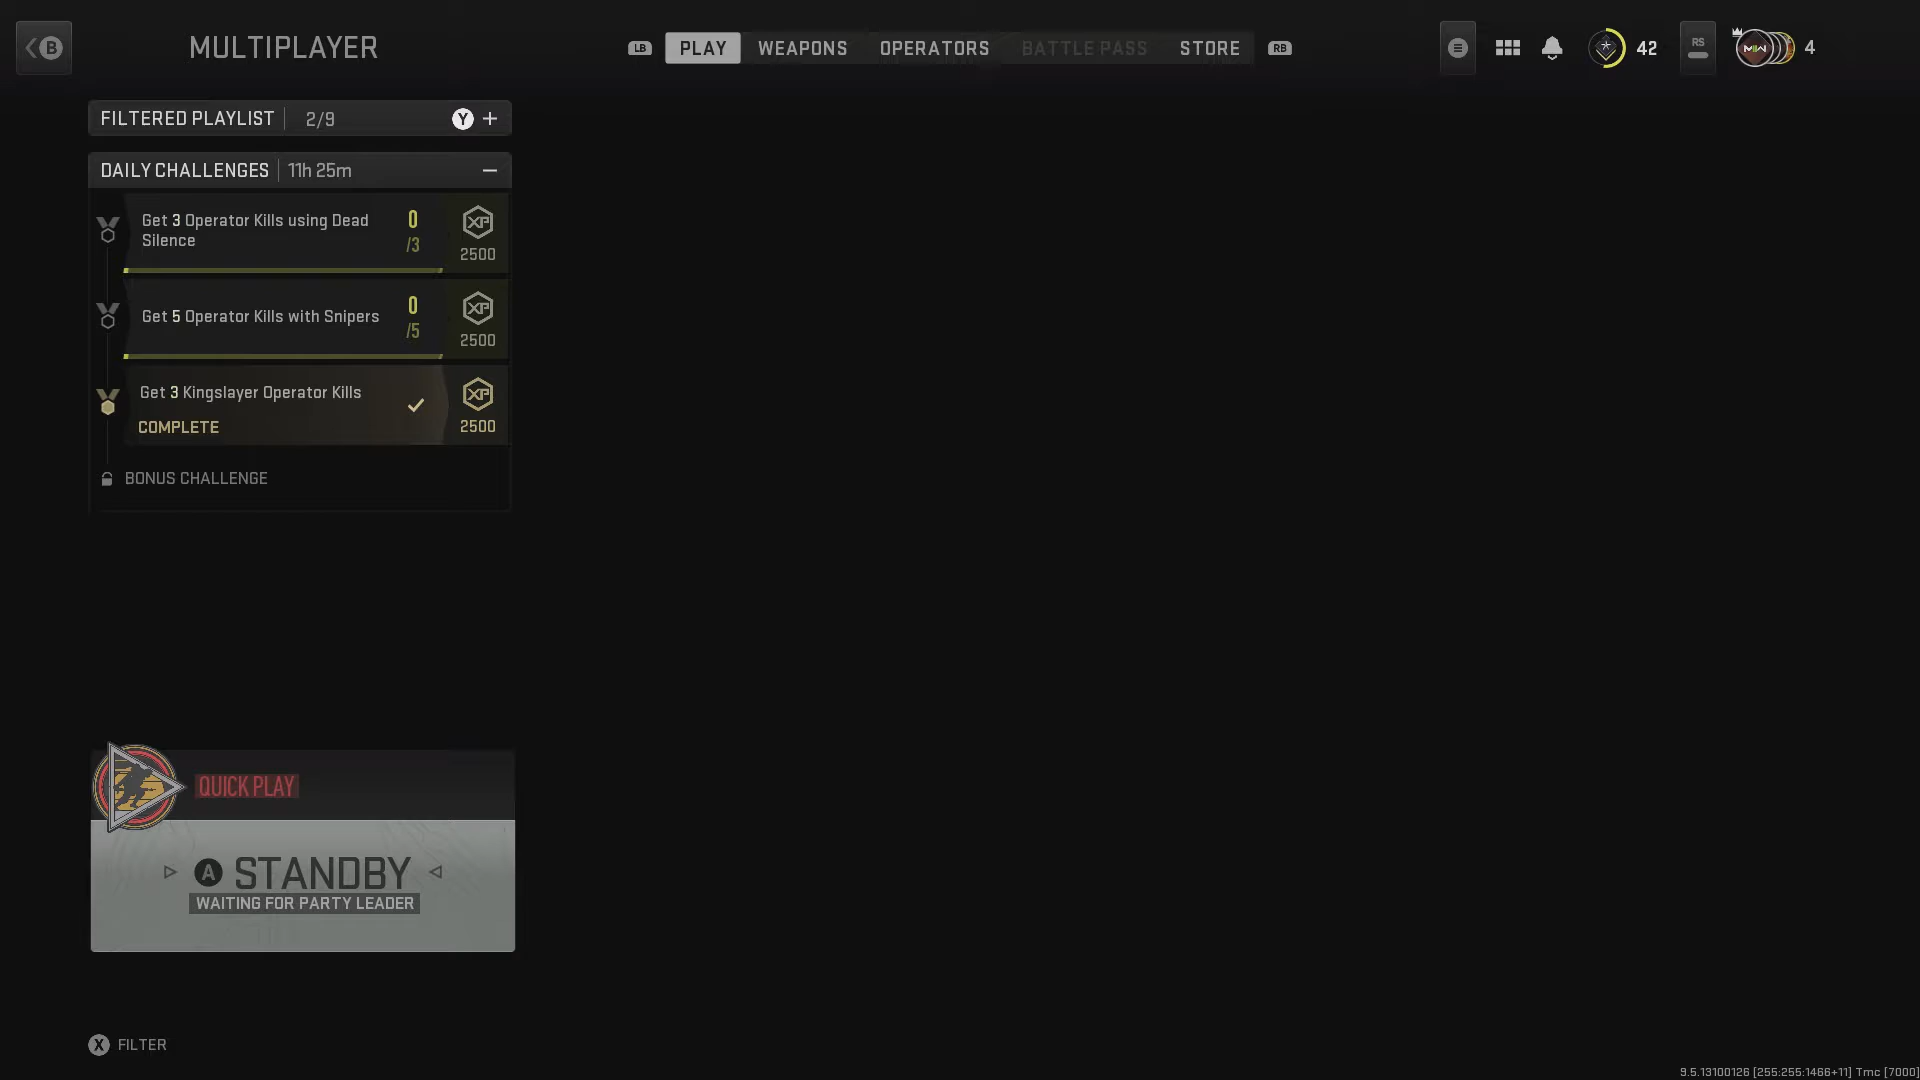 B
MULTIPLAYER
LB PLAY WEAPONS OPERATORS BATTLE PASS STORE RB
42
RS
MW
4
FILTERED PLAYLIST 2/9 Y +
DAILY CHALLENGES 11h 25m
Get 3 Operator Kills using Dead
Silence
0
/3
XP
2500
Get 5 Operator Kills with Snipers
0
/5
XP
2500
Get 3 Kingslayer Operator Kills
COMPLETE
XP
2500
BONUS CHALLENGE
QUICK PLAY
A STANDBY
WAITING FOR PARTY LEADER
X FILTER
9.5.13100126 [255:255:1466+11] Tmc [7000]